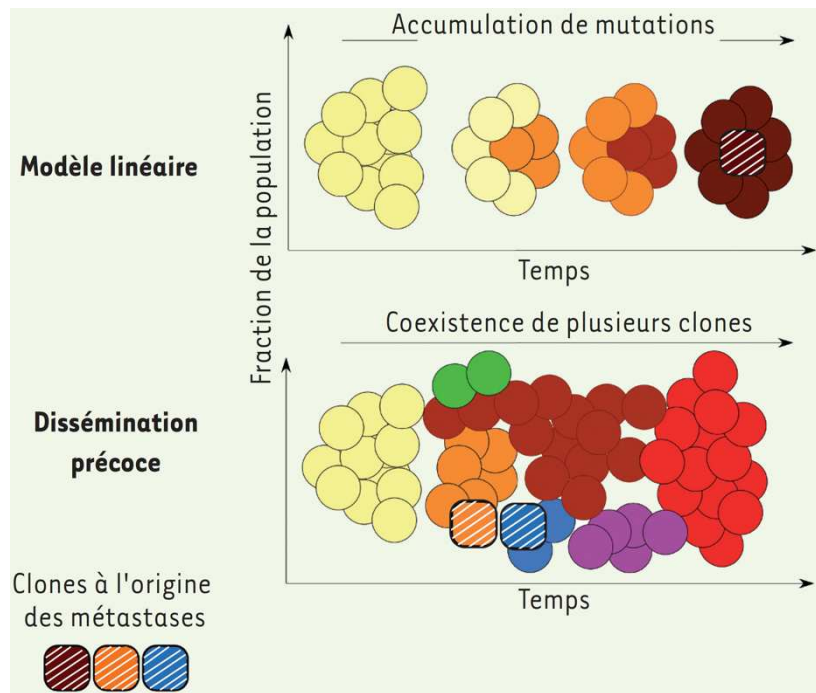 Accumulation de mutations
Modèle linéaire
Fraction de la population
Temps
Coexistence de plusieurs clones
Dissémination
précoce
Temps
Clones à l'origine
des métastases